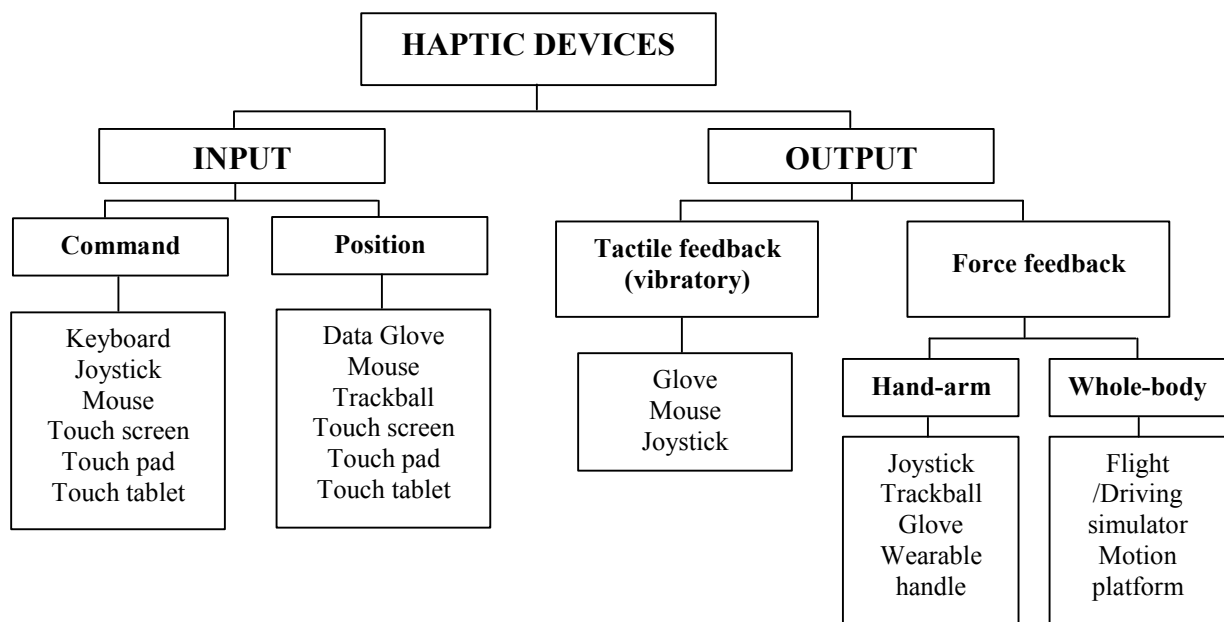 HAPTIC DEVICES
INPUT
OUTPUT
Command
Position
Tactile feedback
(vibratory)
Force feedback
Keyboard
Joystick
Mouse
Touch screen
Touch pad
Touch tablet
Data Glove
Mouse
Trackball
Touch screen
Touch pad
Touch tablet
Glove
Mouse
Joystick
Hand-arm
Whole-body
Joystick
Trackball
Glove
Wearable
handle
Flight
/Driving
simulator
Motion
platform